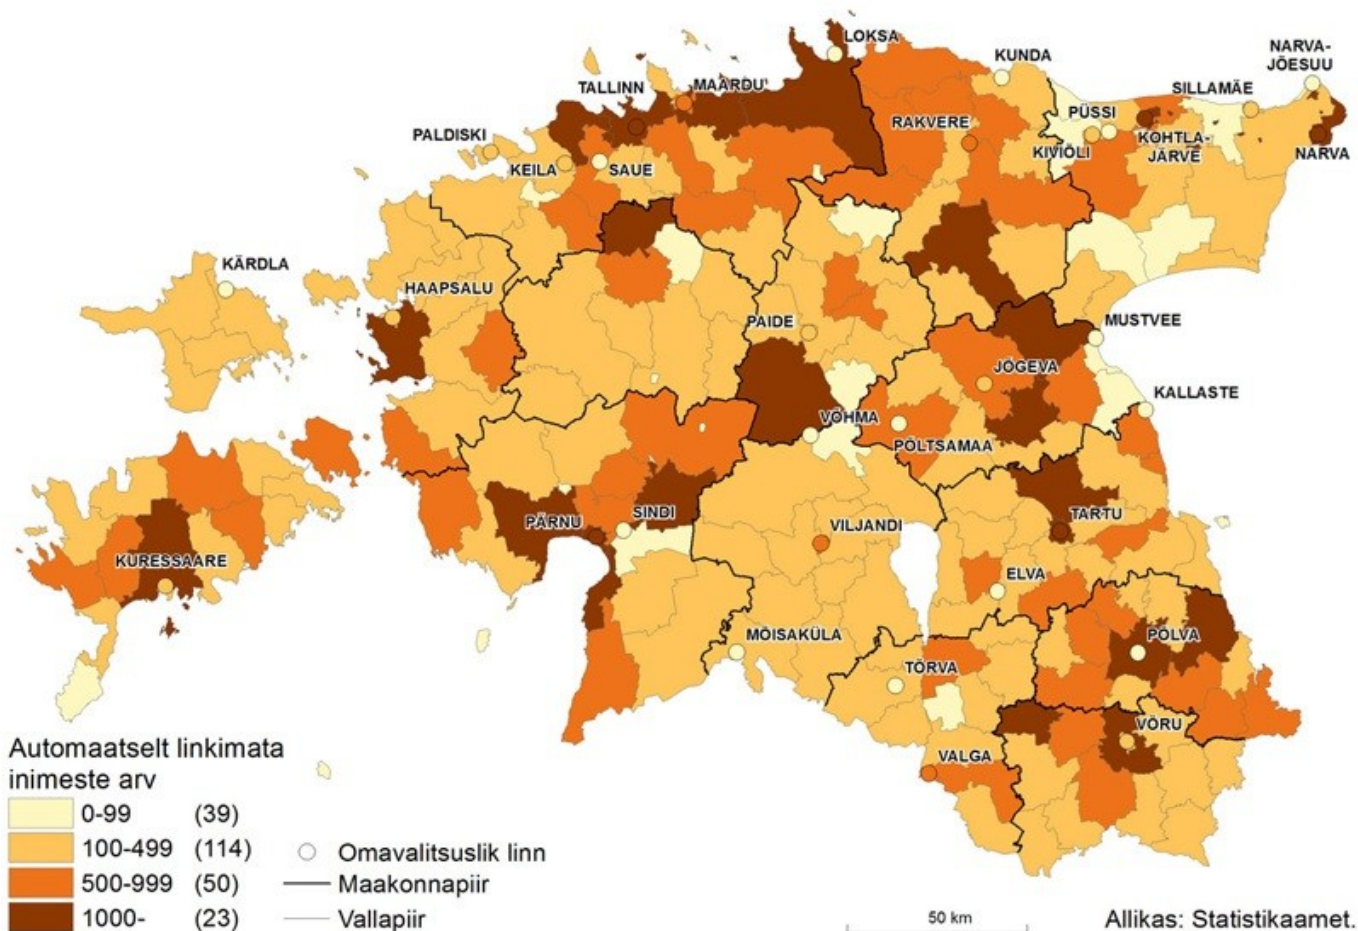 LOKSA
KUNDA
NARVA-
JÕESUU
TALLINN
MAARDU
SILLAMÄE
PÜSSI
RAKVERE
PALDISKI
KOHTLA-
JÄRVE
KIVIÕLI
NARVA
KEILA
SAUE
KÄRDLA
HAAPSALU
PAIDE
MUSTVEE
JÕGEVA
KALLASTE
VÕHMA
PÕLTSAMAA
TARTU
SINDI
PÄRNU
VILJANDI
KURESSAARE
ELVA
PÕLVA
MÕISAKÜLA
TÕRVA
VÕRU
VALGA
Automaatselt linkimata
inimeste arv
0-99 (39)
100-499 (114)
500-999 (50)
1000- (23)
Omavalitsuslik linn
Maakonnapiir
Vallapiir
50 km
Allikas: Statistikaamet.